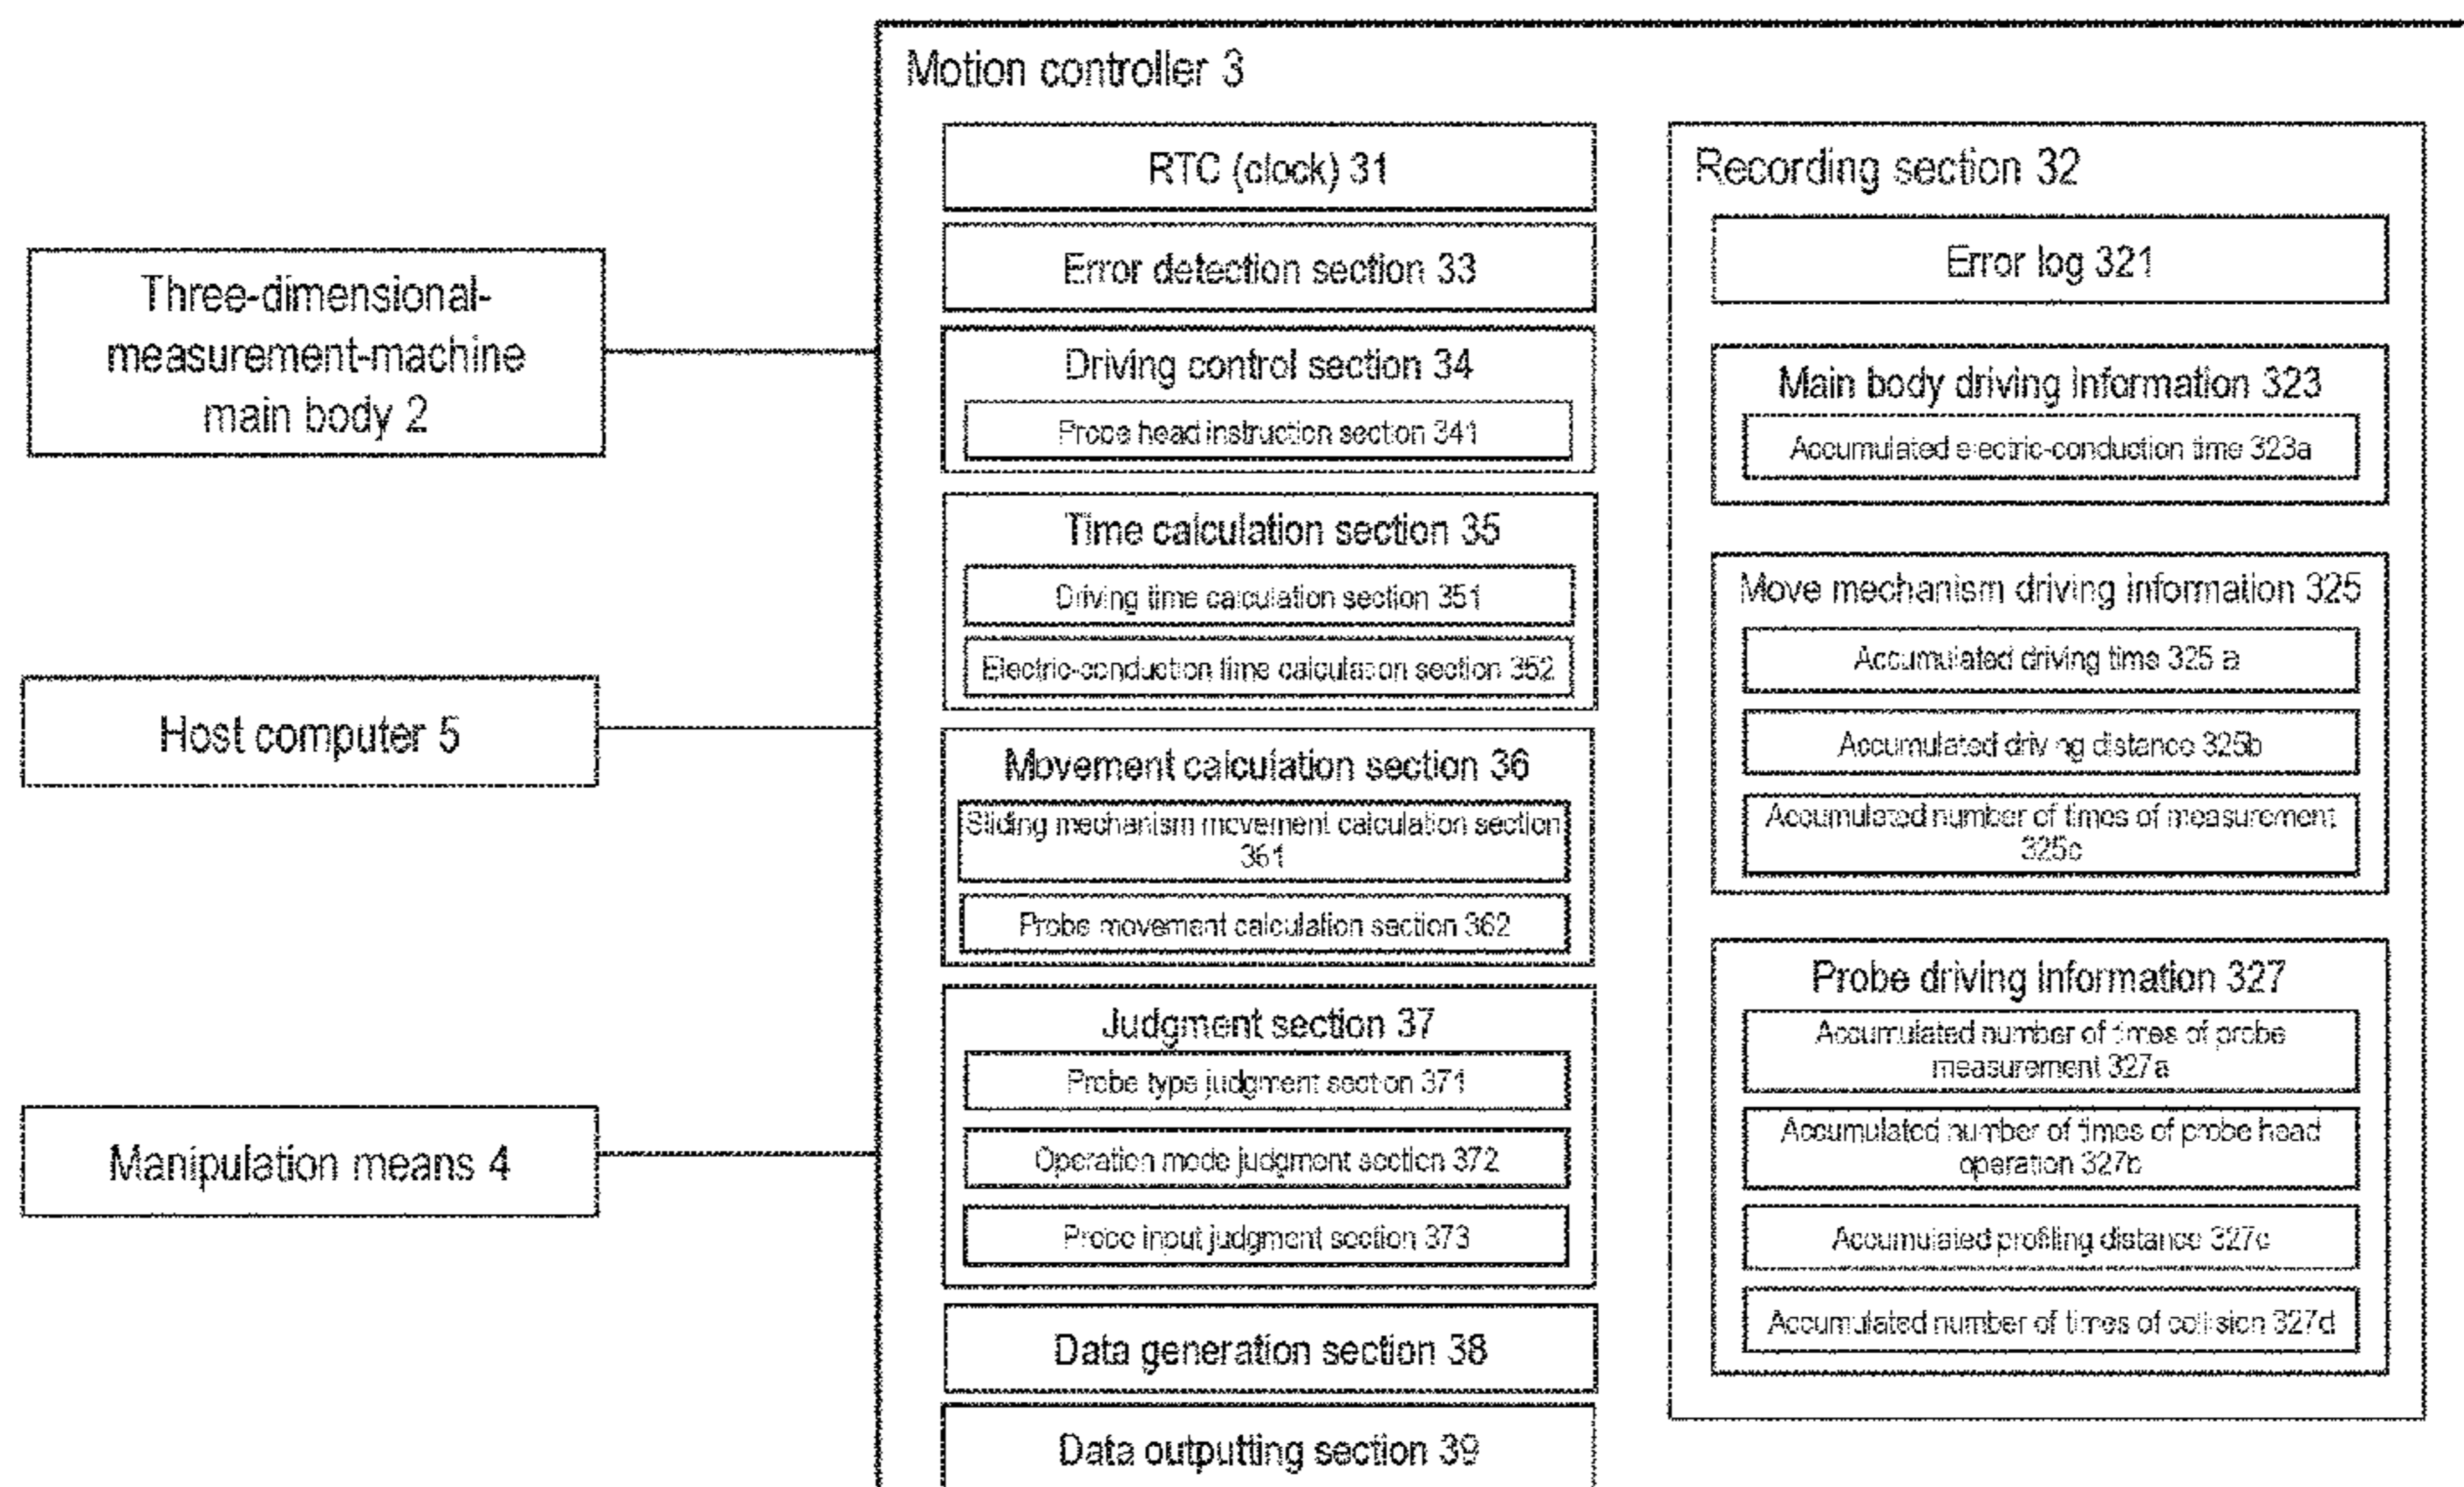 Motion controller 3
Three-dimensional-
measurement-machine
main body 2
Host computer 5
Manipulation means 4
RTC (clock) 31
Error detection section 33
Driving control section 34
Probe head instruction section 341
Time calculation section 35
Driving time calculation section 351
Electric-conduction time calculation section 352
Movement calculation section 36
Sliding mechanism movement calculation section
361
Probe movement calculation section 362
Judgment section 37
Probe type judgment section 371
Operation mode judgment section 372
Probe input judgment section 373
Data generation section 38
Data outputting section 39
Recording section 32
Error log 321
Main body driving information 323
Accumulated electric-conduction time 323a
Move mechanism driving information 325
Accumulated driving time 325 a
Accumulated driving distance 325b
Accumulated number of times of measurement
325c
Probe driving information 327
Accumulated number of times of probe
measurement 327a
Accumulated number of times of probe head
operation 327b
Accumulated profiling distance 327c
Accumulated number of times of collision 327d